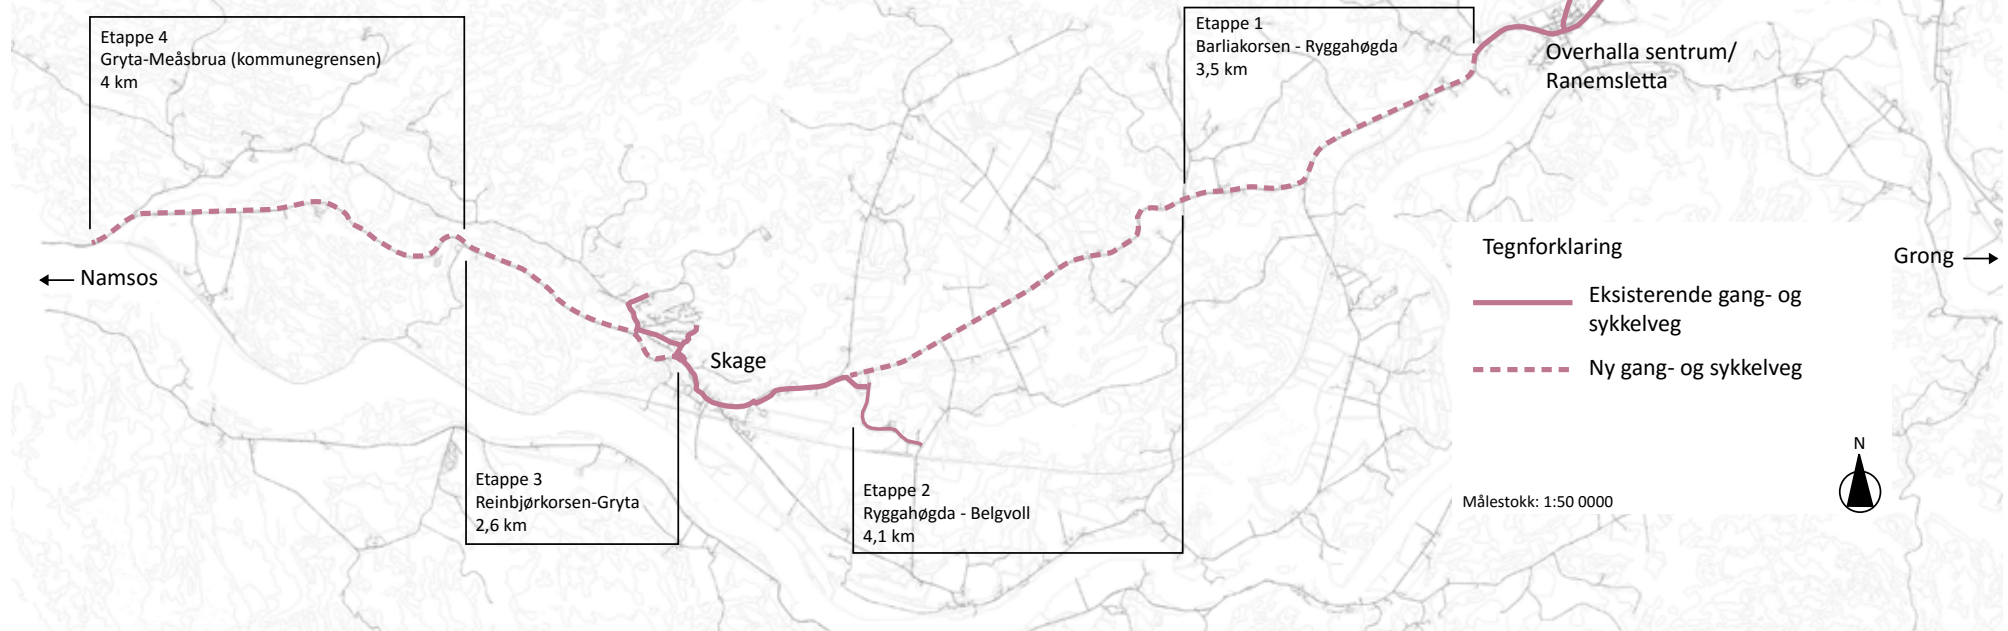 Etappe 4
Gryta-Meåsbrua (kommunegrensen)
4 km
Etappe 1
Barliakorsen - Ryggahøgda
3,5 km
Overhalla sentrum/
Ranemsletta
Namsos
Skage
Tegnforklaring
Eksisterende gang- og
sykkelveg
Ny gang- og sykkelveg
Grong
N
Målestokk: 1:50 0000
Etappe 3
Reinbjørkorsen-Gryta
2,6 km
Etappe 2
Ryggahøgda - Belgvoll
4,1 km